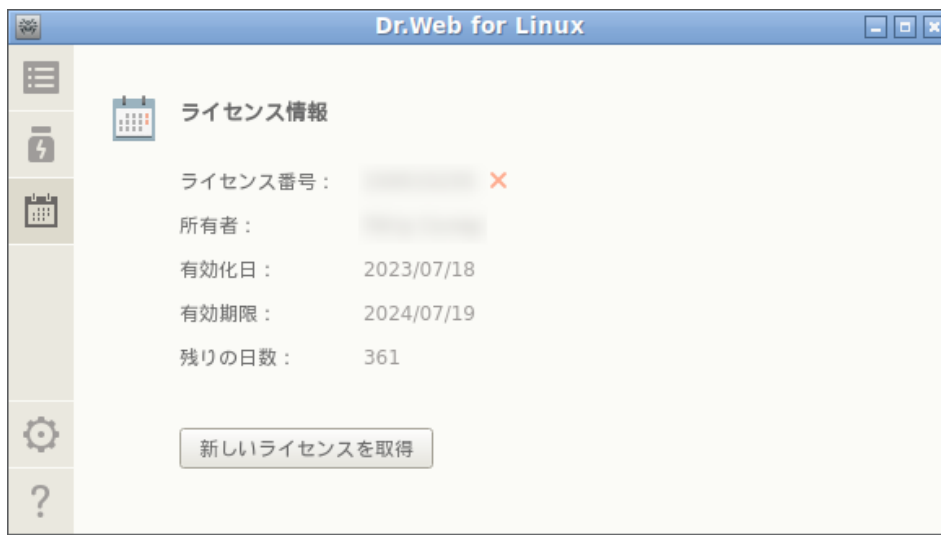 Dr.Web for Linux
ライセンス情報
ライセンス番号：
所有者：
有効化日： 2023/07/18
有効期限： 2024/07/19
残りの日数： 361
新しいライセンスを取得